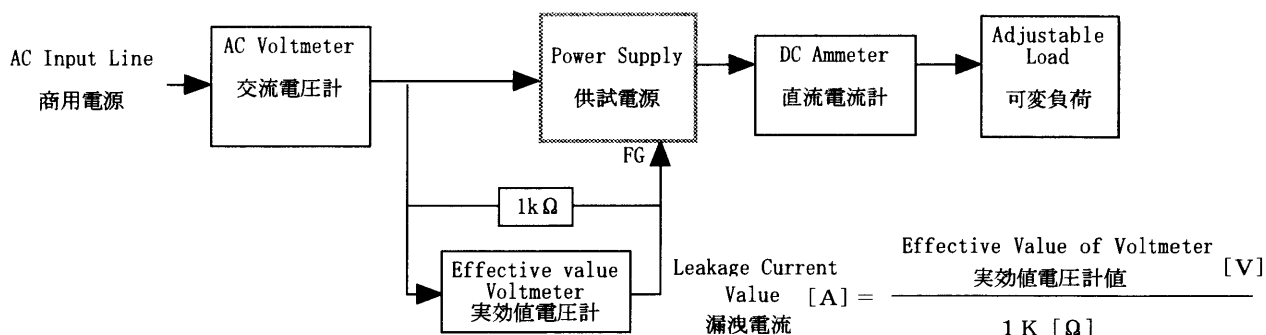 AC Input Line
商用電源
AC Voltmeter
交流電圧計
Power Supply
供試電源
DC Ammeter
直流電流計
Adjustable
Load
可変負荷
FG
1kΩ
Effective value
Voltmeter
実効値電圧計
Leakage Current
Value [A] =
漏洩電流
Effective Value of Voltmeter
実効値電圧計値 [V]
1 K [Ω]